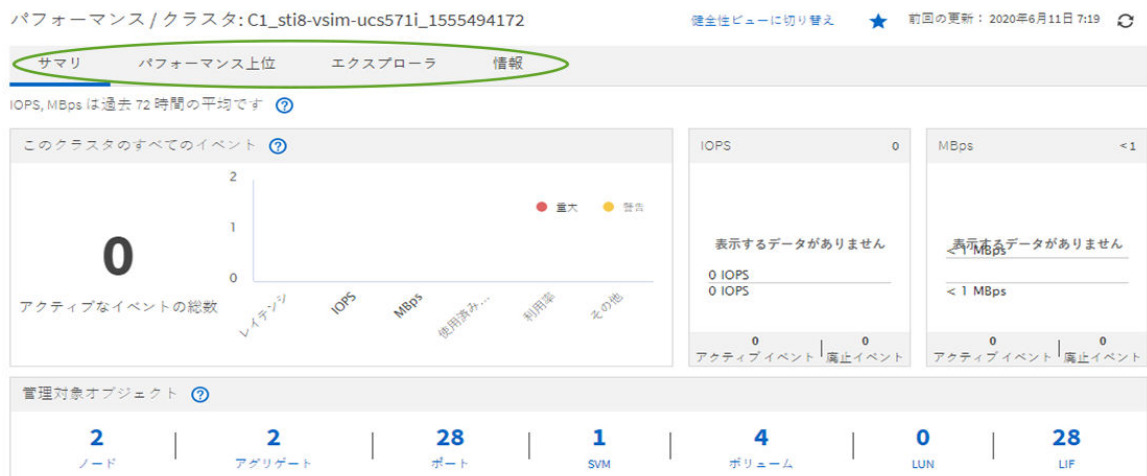 パフォーマンス / クラスタ: C1_sti8-vsim-ucs571i_1555494172
健全性ビューに切り替え
前回の更新： 2020年6月11日 7:19
サマリ パフォーマンス上位 エクスプローラ 情報
IOPS, MBps は過去 72 時間の平均です ?
このクラスタのすべてのイベント ?
2
1
0
重大 警告
0
アクティブなイベントの総数
レイテンシ IOPS MBps 使用済み... 利用率 その他
IOPS 0
表示するデータがありません
0 IOPS
0 IOPS
0 0
アクティブ イベント 廃止イベント
MBps <1
表示するデータがありません
< 1 MBps
< 1 MBps
0 0
アクティブ イベント 廃止イベント
管理対象オブジェクト ?
2 2 28 1 4 0 28
ノード アグリゲート ポート SVM ボリューム LUN LIF